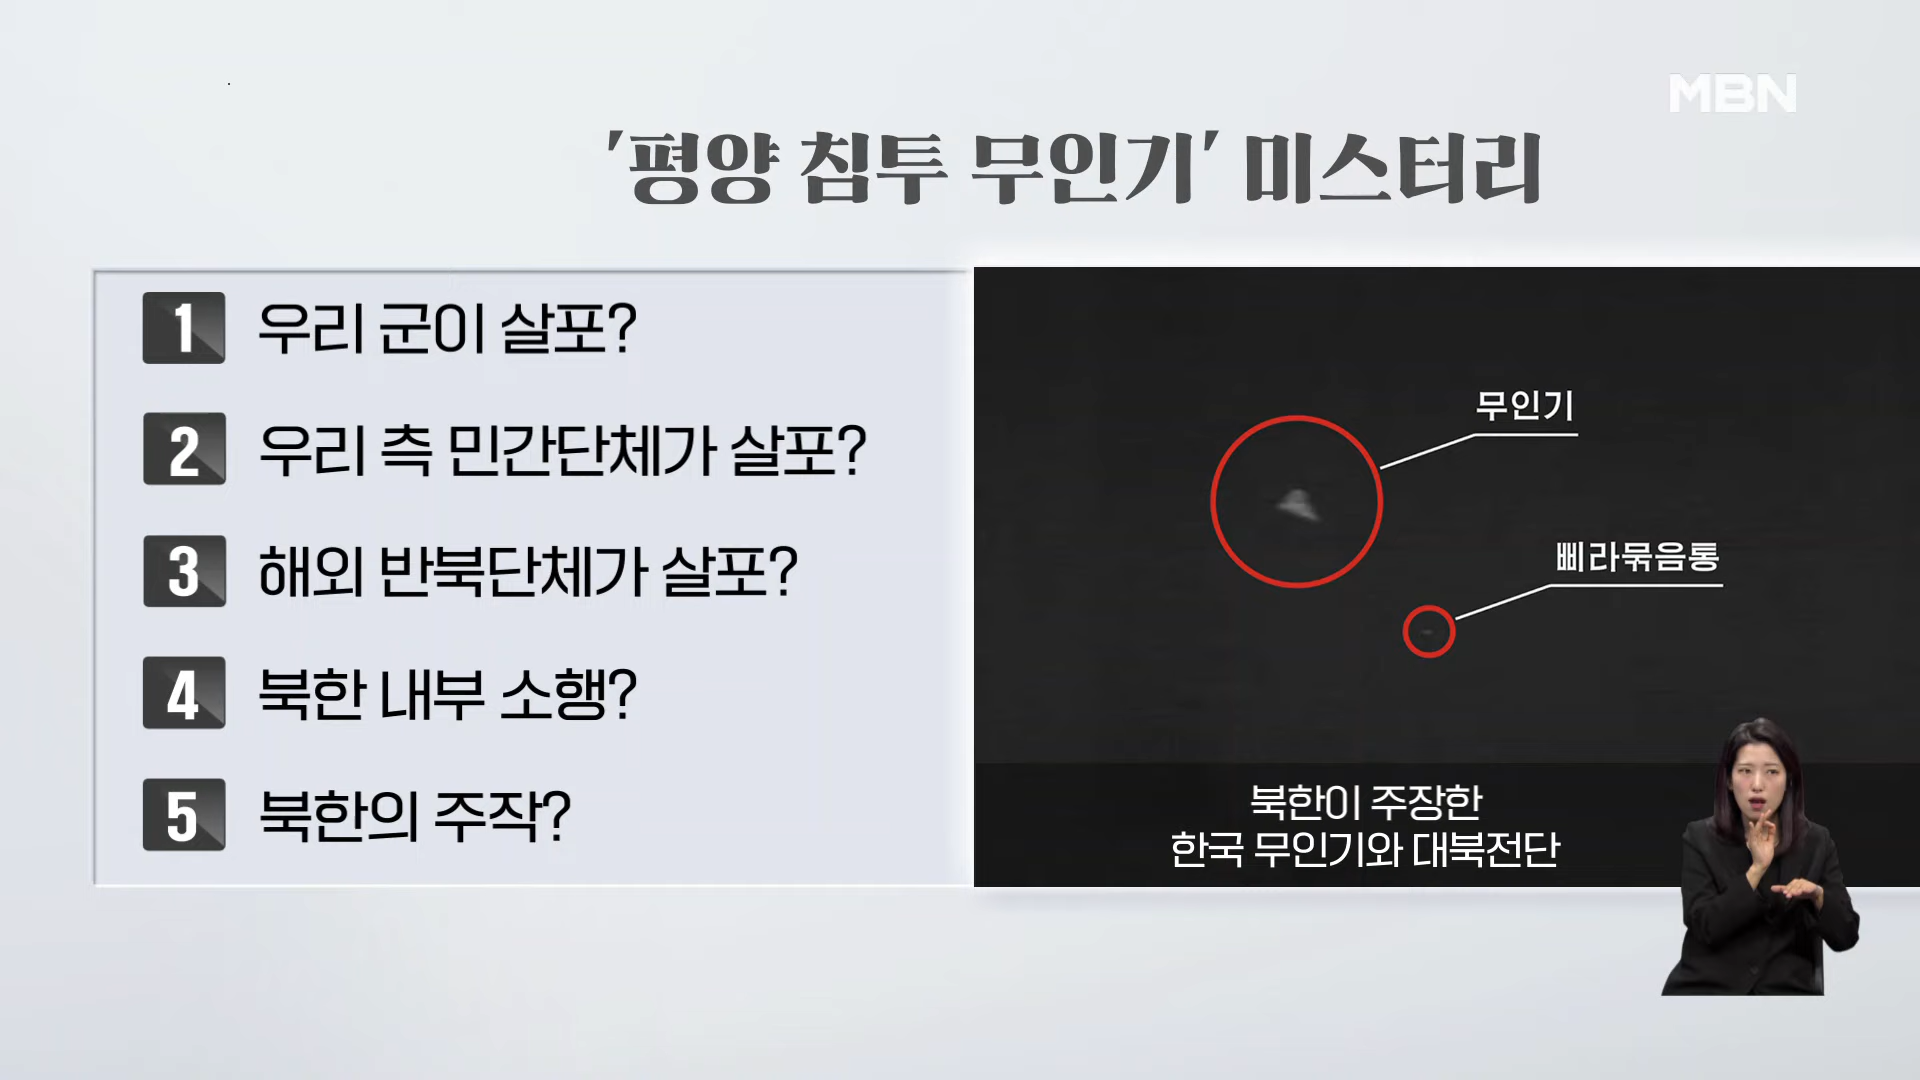 MBN
'평양 침투 무인기' 미스터리
1 우리 군이 살포?
2 우리 측 민간단체가 살포?
3 해외 반북단체가 살포?
4 북한 내부 소행?
5 북한의 주작?
무인기
삐라묶음통
북한이 주장한
한국 무인기와 대북전단